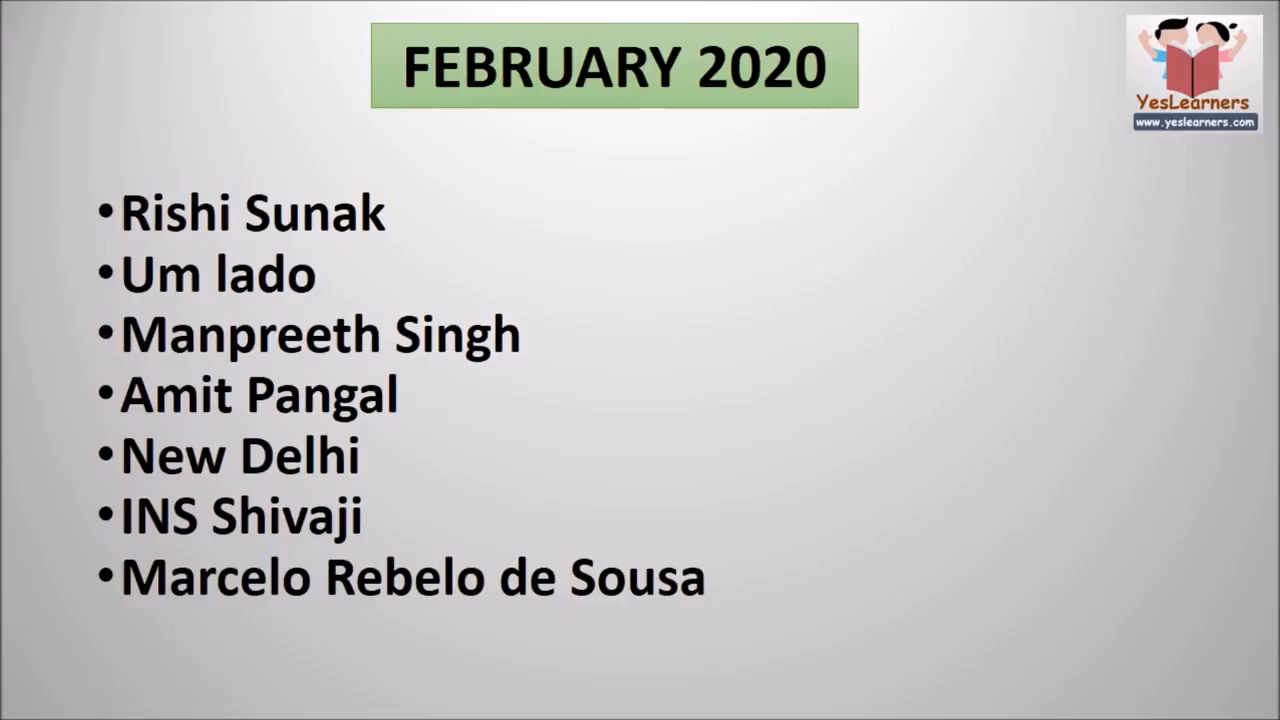 FEBRUARY 2020
YesLearners
www.yeslearners.com
•Rishi Sunak
•Um lado
•Manpreeth Singh
•Amit Pangal
•New Delhi
•INS Shivaji
•Marcelo Rebelo de Sousa